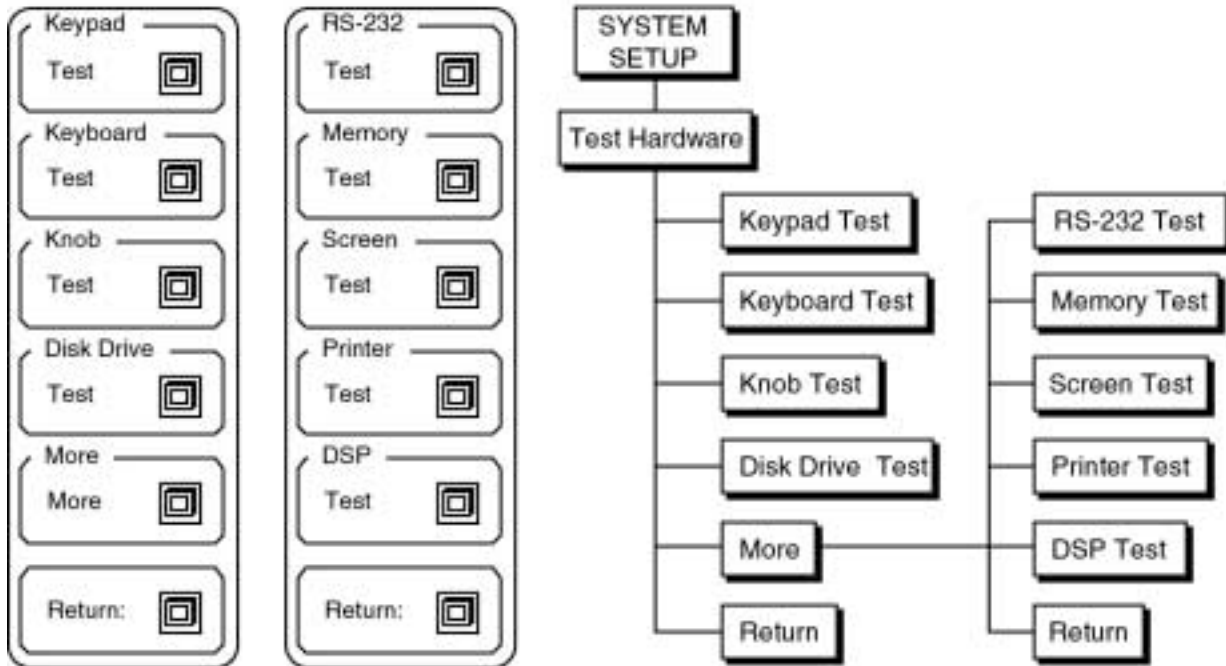 Keypad
Test
Keyboard
Test
Knob
Test
Disk Drive
Test
More
More
Return:
RS-232
Test
Memory
Test
Screen
Test
Printer
Test
DSP
Test
Return:
SYSTEM
SETUP
Test Hardware
Keypad Test
Keyboard Test
Knob Test
Disk Drive Test
More
Return
RS-232 Test
Memory Test
Screen Test
Printer Test
DSP Test
Return